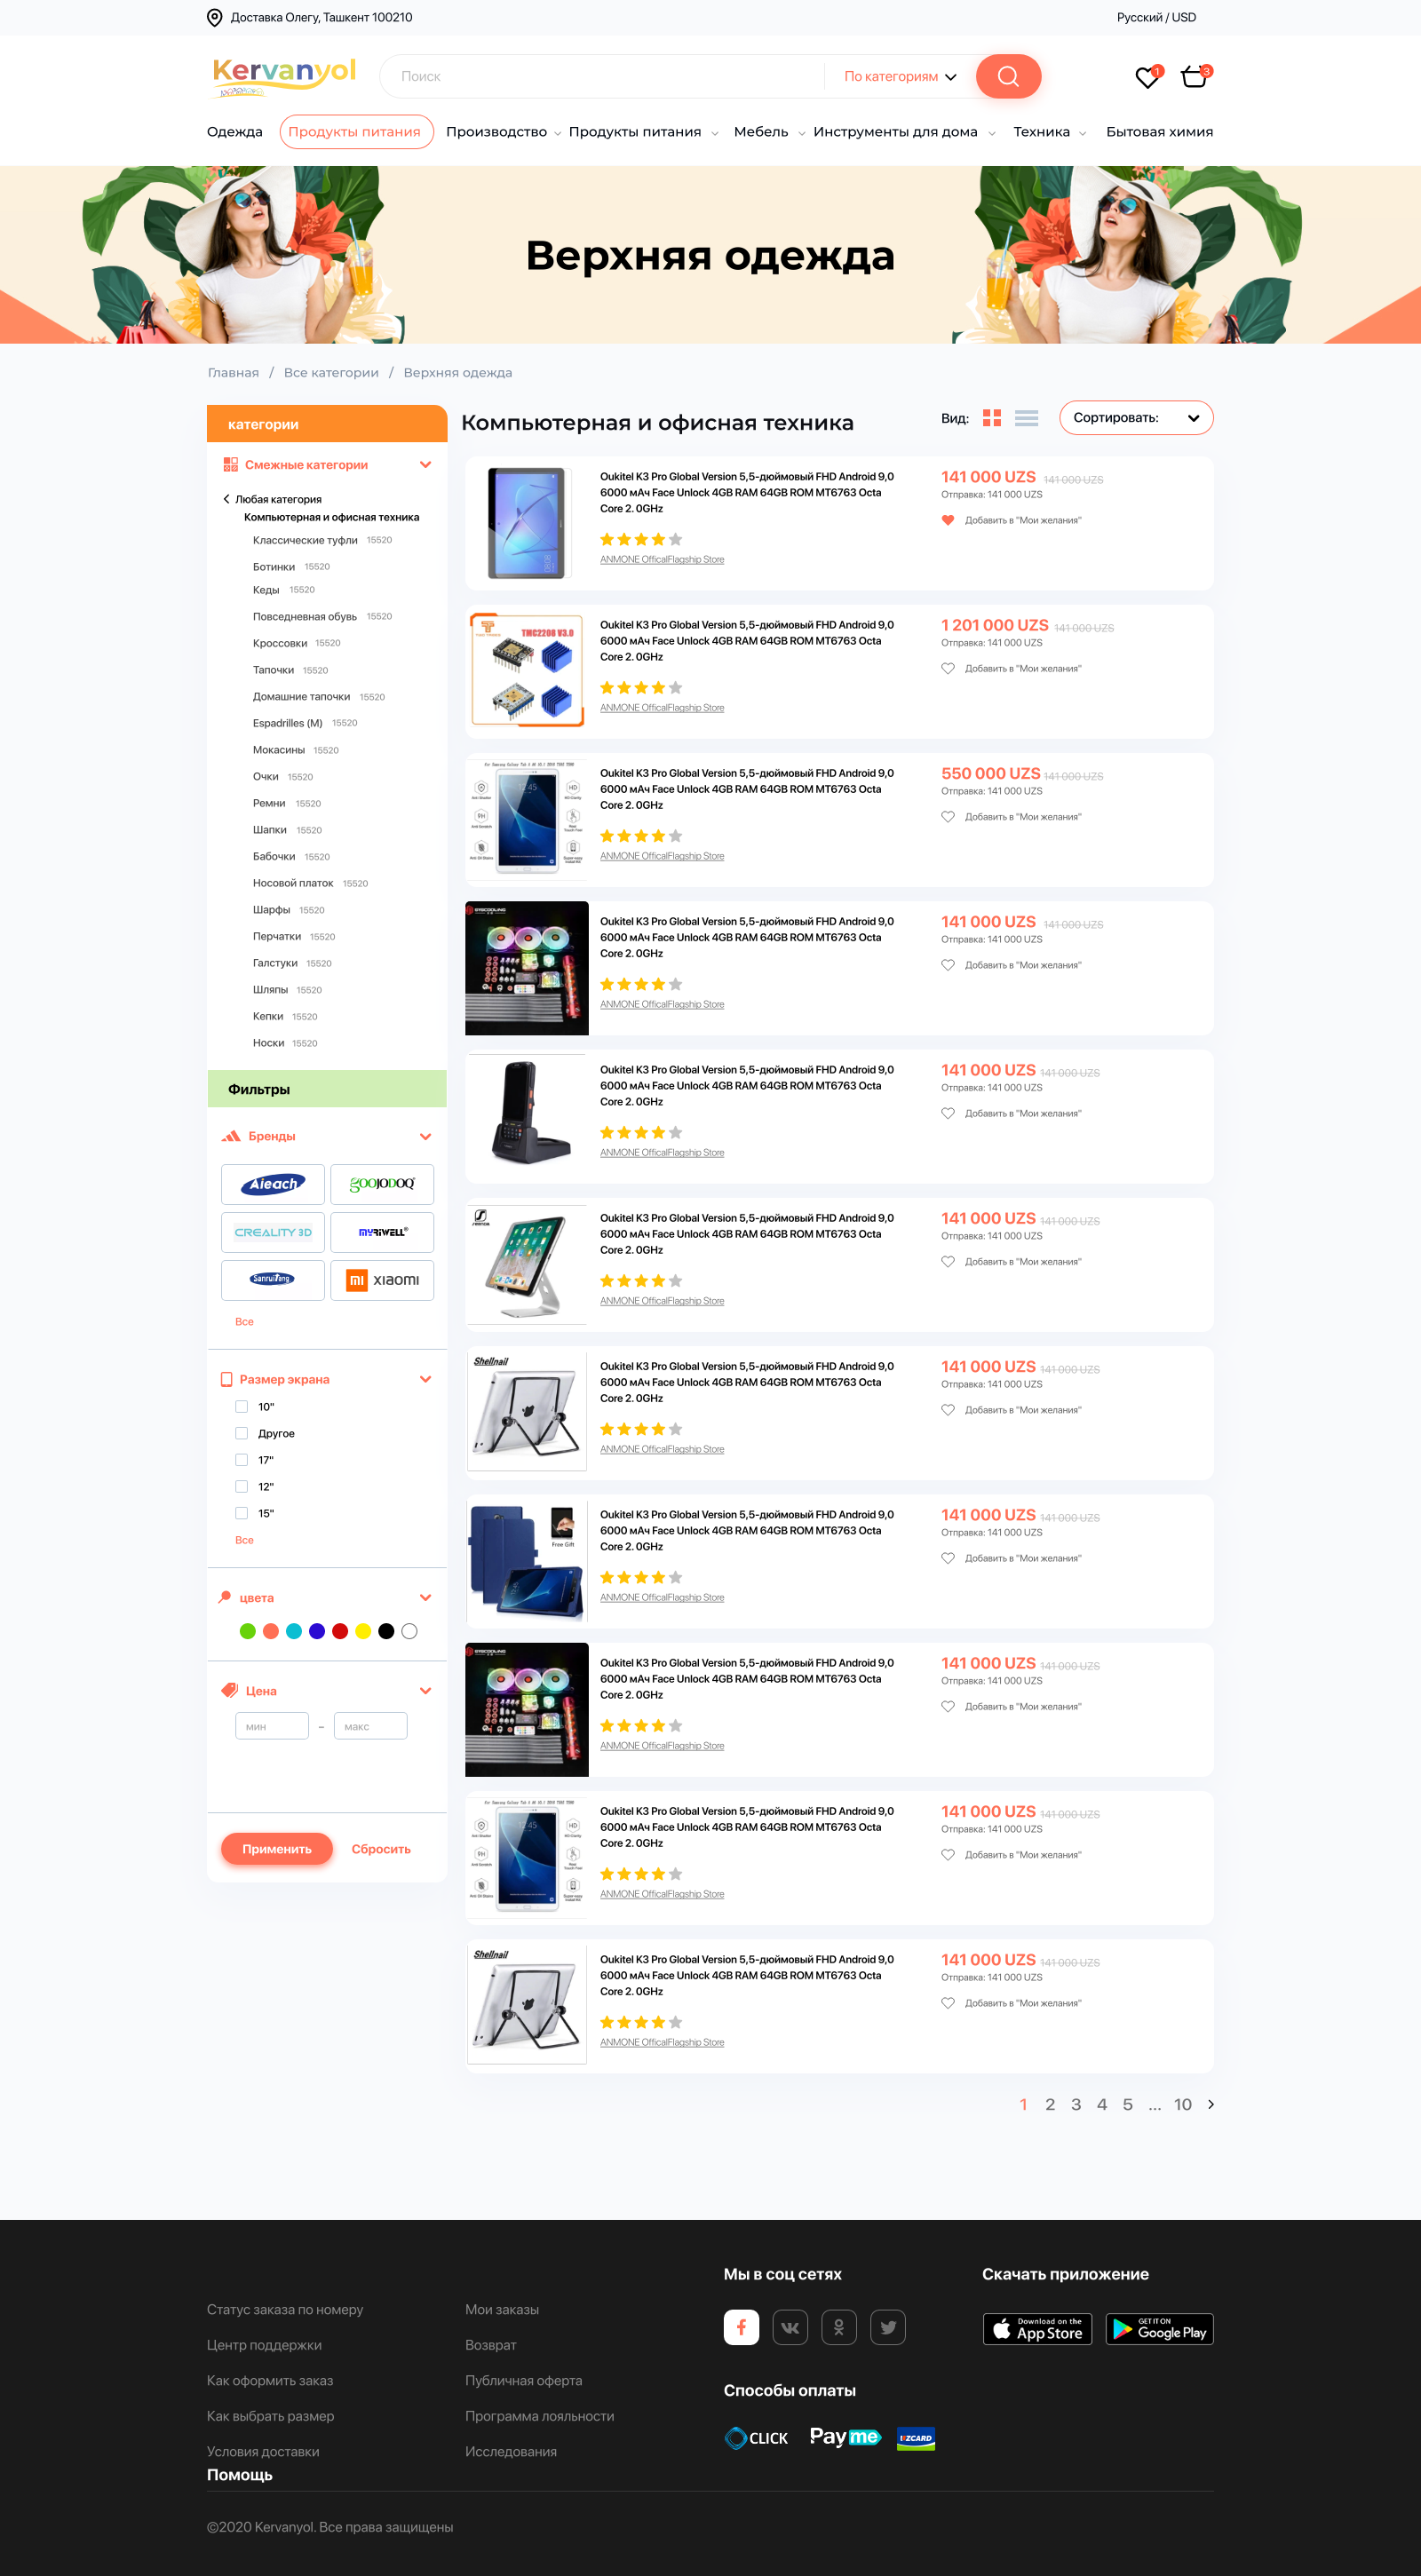 Доставка Олегу, Ташкент 100210
Русский / USD
Kervanyol
Поиск
По категориям
1
3
Одежда
Продукты питания
Производство
Продукты питания
Мебель
Инструменты для дома
Техника
Бытовая химия
Верхняя одежда
Главная / Все категории / Верхняя одежда
категории
Смежные категории
Любая категория
Компьютерная и офисная техника
Классические туфли 15520
Ботинки 15520
Кеды 15520
Повседневная обувь 15520
Кроссовки 15520
Тапочки 15520
Домашние тапочки 15520
Espadrilles (M) 15520
Мокасины 15520
Очки 15520
Ремни 15520
Шапки 15520
Бабочки 15520
Носовой платок 15520
Шарфы 15520
Перчатки 15520
Галстуки 15520
Шляпы 15520
Кепки 15520
Носки 15520
Фильтры
Бренды
Aieach
GOOJODOQ
CREALITY 3D
MYRIWELL®
SanruiTong
mi xiaomi
Все
Размер экрана
10"
Другое
17"
12"
15"
Все
цвета
Цена
мин – макс
Применить
Сбросить
Компьютерная и офисная техника
Вид:
Сортировать:
Oukitel K3 Pro Global Version 5,5-дюймовый FHD Android 9,0
6000 мАч Face Unlock 4GB RAM 64GB ROM MT6763 Octa
Core 2. 0GHz
ANMONE OfficalFlagship Store
141 000 UZS 141 000 UZS
Отправка: 141 000 UZS
Добавить в "Мои желания"
TMC2208 V3.0
Oukitel K3 Pro Global Version 5,5-дюймовый FHD Android 9,0
6000 мАч Face Unlock 4GB RAM 64GB ROM MT6763 Octa
Core 2. 0GHz
ANMONE OfficalFlagship Store
1 201 000 UZS 141 000 UZS
Отправка: 141 000 UZS
Добавить в "Мои желания"
Oukitel K3 Pro Global Version 5,5-дюймовый FHD Android 9,0
6000 мАч Face Unlock 4GB RAM 64GB ROM MT6763 Octa
Core 2. 0GHz
ANMONE OfficalFlagship Store
550 000 UZS 141 000 UZS
Отправка: 141 000 UZS
Добавить в "Мои желания"
Oukitel K3 Pro Global Version 5,5-дюймовый FHD Android 9,0
6000 мАч Face Unlock 4GB RAM 64GB ROM MT6763 Octa
Core 2. 0GHz
ANMONE OfficalFlagship Store
141 000 UZS 141 000 UZS
Отправка: 141 000 UZS
Добавить в "Мои желания"
Oukitel K3 Pro Global Version 5,5-дюймовый FHD Android 9,0
6000 мАч Face Unlock 4GB RAM 64GB ROM MT6763 Octa
Core 2. 0GHz
ANMONE OfficalFlagship Store
141 000 UZS 141 000 UZS
Отправка: 141 000 UZS
Добавить в "Мои желания"
Oukitel K3 Pro Global Version 5,5-дюймовый FHD Android 9,0
6000 мАч Face Unlock 4GB RAM 64GB ROM MT6763 Octa
Core 2. 0GHz
ANMONE OfficalFlagship Store
141 000 UZS 141 000 UZS
Отправка: 141 000 UZS
Добавить в "Мои желания"
Shellnail
Oukitel K3 Pro Global Version 5,5-дюймовый FHD Android 9,0
6000 мАч Face Unlock 4GB RAM 64GB ROM MT6763 Octa
Core 2. 0GHz
ANMONE OfficalFlagship Store
141 000 UZS 141 000 UZS
Отправка: 141 000 UZS
Добавить в "Мои желания"
Free Gift
Oukitel K3 Pro Global Version 5,5-дюймовый FHD Android 9,0
6000 мАч Face Unlock 4GB RAM 64GB ROM MT6763 Octa
Core 2. 0GHz
ANMONE OfficalFlagship Store
141 000 UZS 141 000 UZS
Отправка: 141 000 UZS
Добавить в "Мои желания"
Oukitel K3 Pro Global Version 5,5-дюймовый FHD Android 9,0
6000 мАч Face Unlock 4GB RAM 64GB ROM MT6763 Octa
Core 2. 0GHz
ANMONE OfficalFlagship Store
141 000 UZS 141 000 UZS
Отправка: 141 000 UZS
Добавить в "Мои желания"
Oukitel K3 Pro Global Version 5,5-дюймовый FHD Android 9,0
6000 мАч Face Unlock 4GB RAM 64GB ROM MT6763 Octa
Core 2. 0GHz
ANMONE OfficalFlagship Store
141 000 UZS 141 000 UZS
Отправка: 141 000 UZS
Добавить в "Мои желания"
Shellnail
Oukitel K3 Pro Global Version 5,5-дюймовый FHD Android 9,0
6000 мАч Face Unlock 4GB RAM 64GB ROM MT6763 Octa
Core 2. 0GHz
ANMONE OfficalFlagship Store
141 000 UZS 141 000 UZS
Отправка: 141 000 UZS
Добавить в "Мои желания"
1 2 3 4 5 ... 10
Статус заказа по номеру
Центр поддержки
Как оформить заказ
Как выбрать размер
Условия доставки
Помощь
Мои заказы
Возврат
Публичная оферта
Программа лояльности
Исследования
Мы в соц сетях
Способы оплаты
CLICK
Payme
UZCARD
Скачать приложение
Download on the
App Store
GET IT ON
Google Play
©2020 Kervanyol. Все права защищены